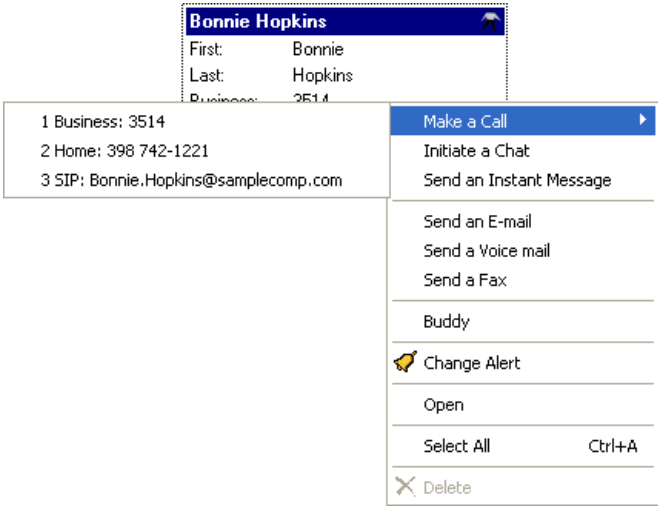 Bonnie Hopkins
First: Bonnie
Last: Hopkins
Business: 3514
1 Business: 3514
2 Home: 398 742-1221
3 SIP: Bonnie.Hopkins@samplecomp.com
Make a Call
Initiate a Chat
Send an Instant Message
Send an E-mail
Send a Voice mail
Send a Fax
Buddy
Change Alert
Open
Select All Ctrl+A
Delete